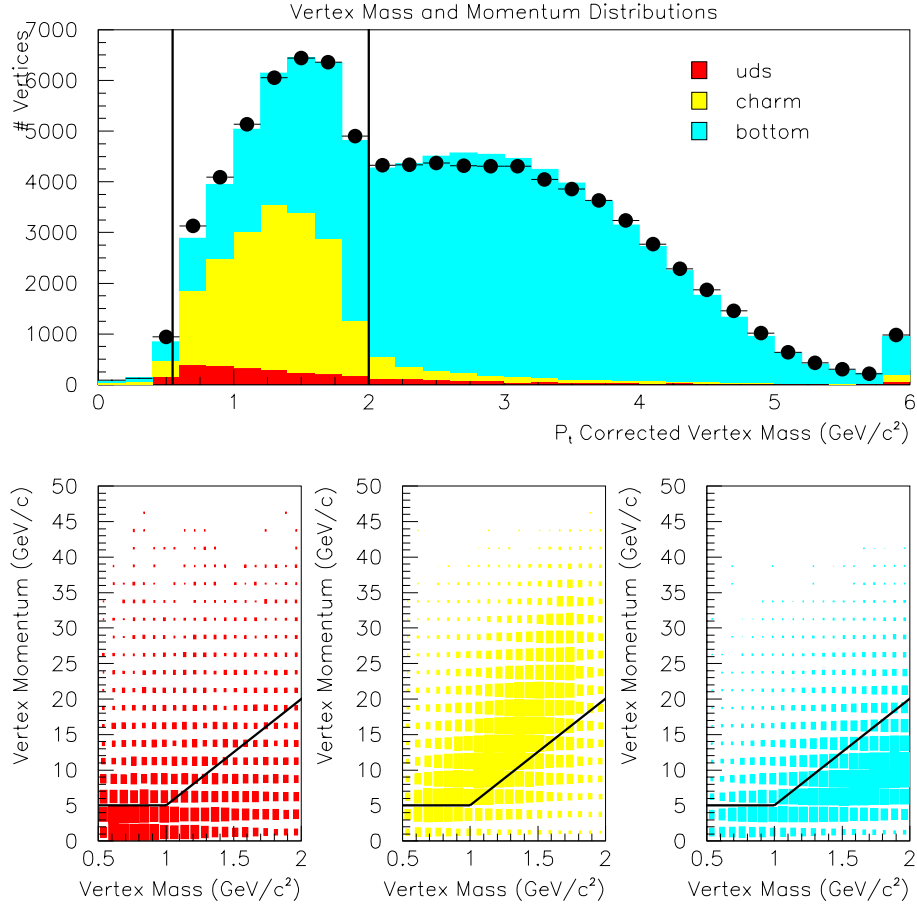 Vertex Mass and Momentum Distributions
# Vertices
7000
6000
5000
4000
3000
2000
1000
0
uds
charm
bottom
0 1 2 3 4 5 6
Pₜ Corrected Vertex Mass (GeV/c²)
Vertex Momentum (GeV/c)
50
45
40
35
30
25
20
15
10
5
0
0.5 1 1.5 2
Vertex Mass (GeV/c²)
Vertex Momentum (GeV/c)
50
45
40
35
30
25
20
15
10
5
0
0.5 1 1.5 2
Vertex Mass (GeV/c²)
Vertex Momentum (GeV/c)
50
45
40
35
30
25
20
15
10
5
0
0.5 1 1.5 2
Vertex Mass (GeV/c²)